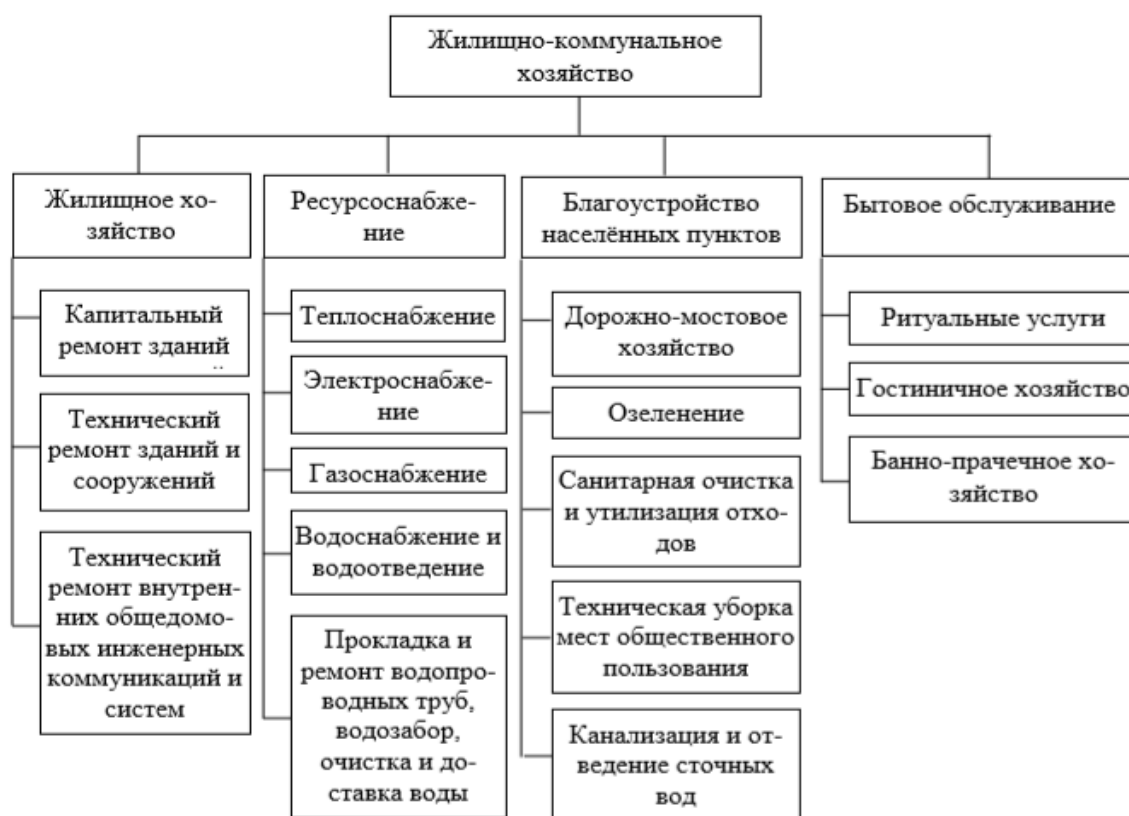 Жилищно-коммунальное
хозяйство
Жилищное хо-
зяйство
Капитальный
ремонт зданий
Технический
ремонт зданий и
сооружений
Технический
ремонт внутрен-
них общедомо-
вых инженерных
коммуникаций и
систем
Ресурсоснабже-
ние
Теплоснабжение
Электроснабже-
ние
Газоснабжение
Водоснабжение и
водоотведение
Прокладка и
ремонт водопро-
водных труб,
водозабор,
очистка и до-
ставка воды
Благоустройство
населённых пунктов
Дорожно-мостовое
хозяйство
Озеленение
Санитарная очистка
и утилизация отхо-
дов
Техническая уборка
мест общественного
пользования
Канализация и от-
ведение сточных
вод
Бытовое обслуживание
Ритуальные услуги
Гостиничное хозяйство
Банно-прачечное хо-
зяйство